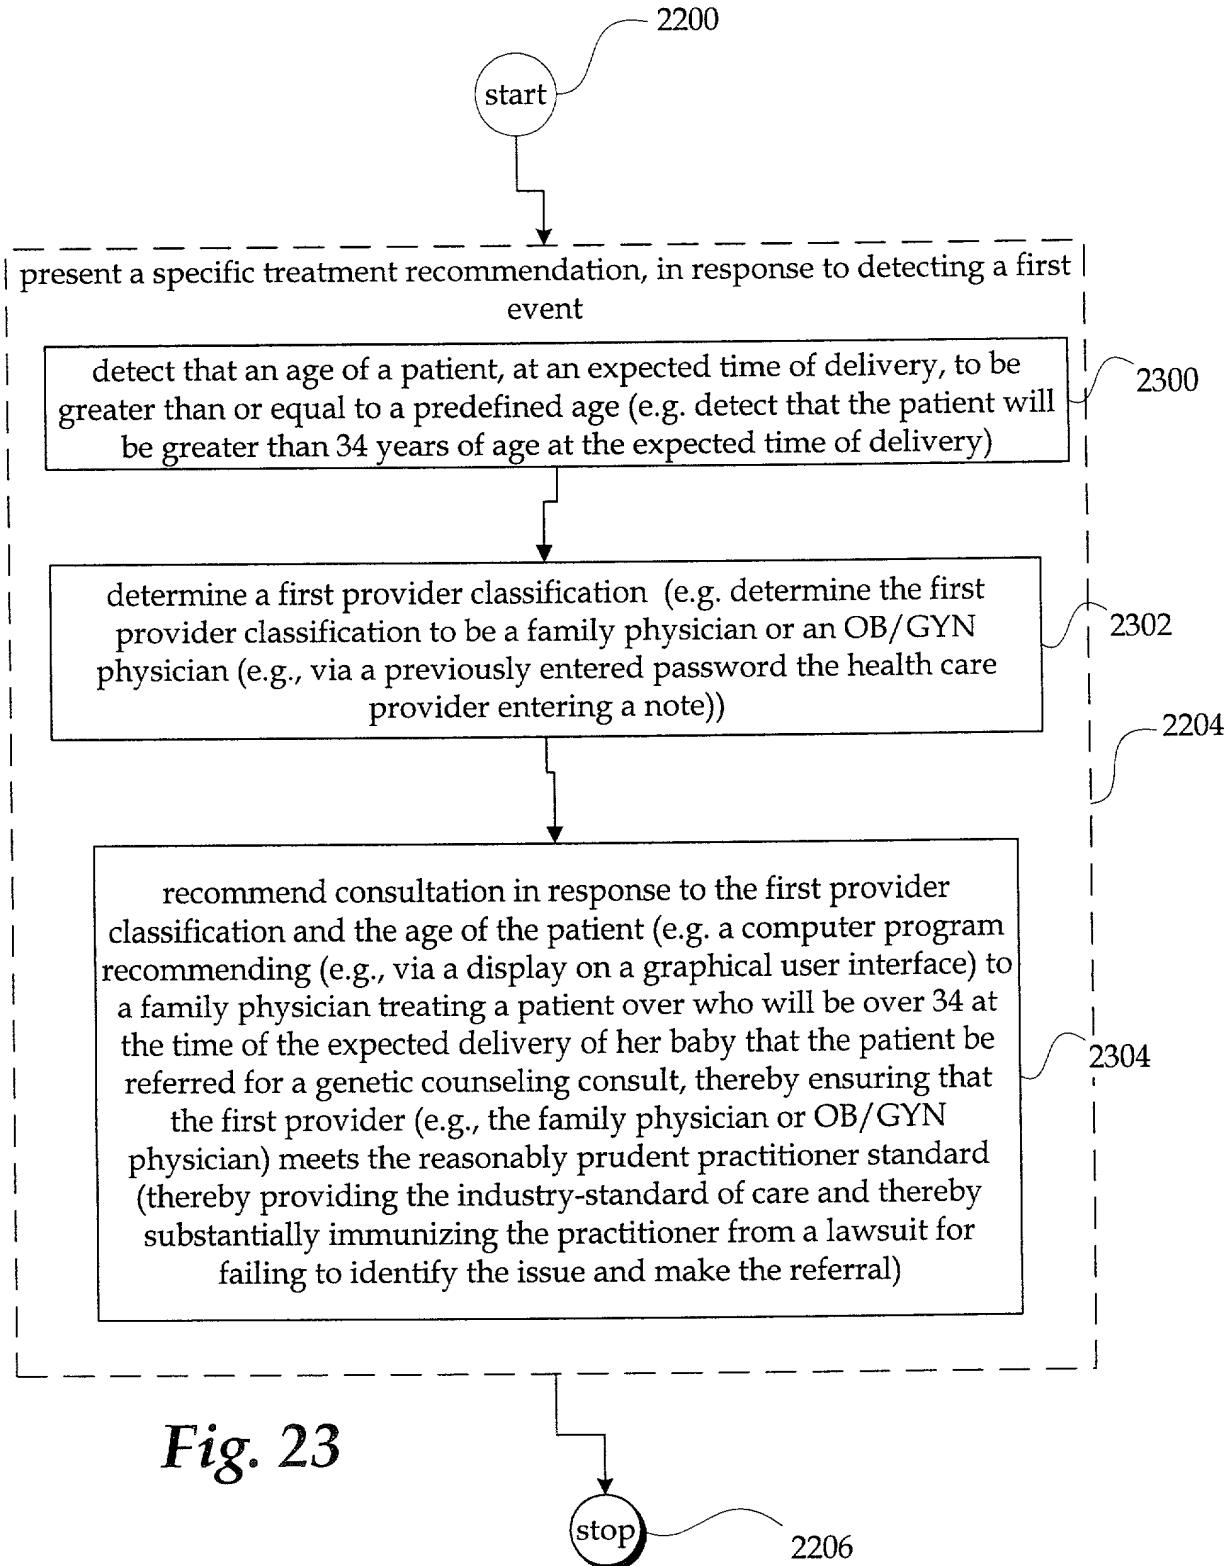 2200
start
present a specific treatment recommendation, in response to detecting a first
event
detect that an age of a patient, at an expected time of delivery, to be
greater than or equal to a predefined age (e.g. detect that the patient will
be greater than 34 years of age at the expected time of delivery)
2300
determine a first provider classification (e.g. determine the first
provider classification to be a family physician or an OB/GYN
physician (e.g., via a previously entered password the health care
provider entering a note))
2302
2204
recommend consultation in response to the first provider
classification and the age of the patient (e.g. a computer program
recommending (e.g., via a display on a graphical user interface) to
a family physician treating a patient over who will be over 34 at
the time of the expected delivery of her baby that the patient be
referred for a genetic counseling consult, thereby ensuring that
the first provider (e.g., the family physician or OB/GYN
physician) meets the reasonably prudent practitioner standard
(thereby providing the industry-standard of care and thereby
substantially immunizing the practitioner from a lawsuit for
failing to identify the issue and make the referral)
2304
Fig. 23
stop
2206